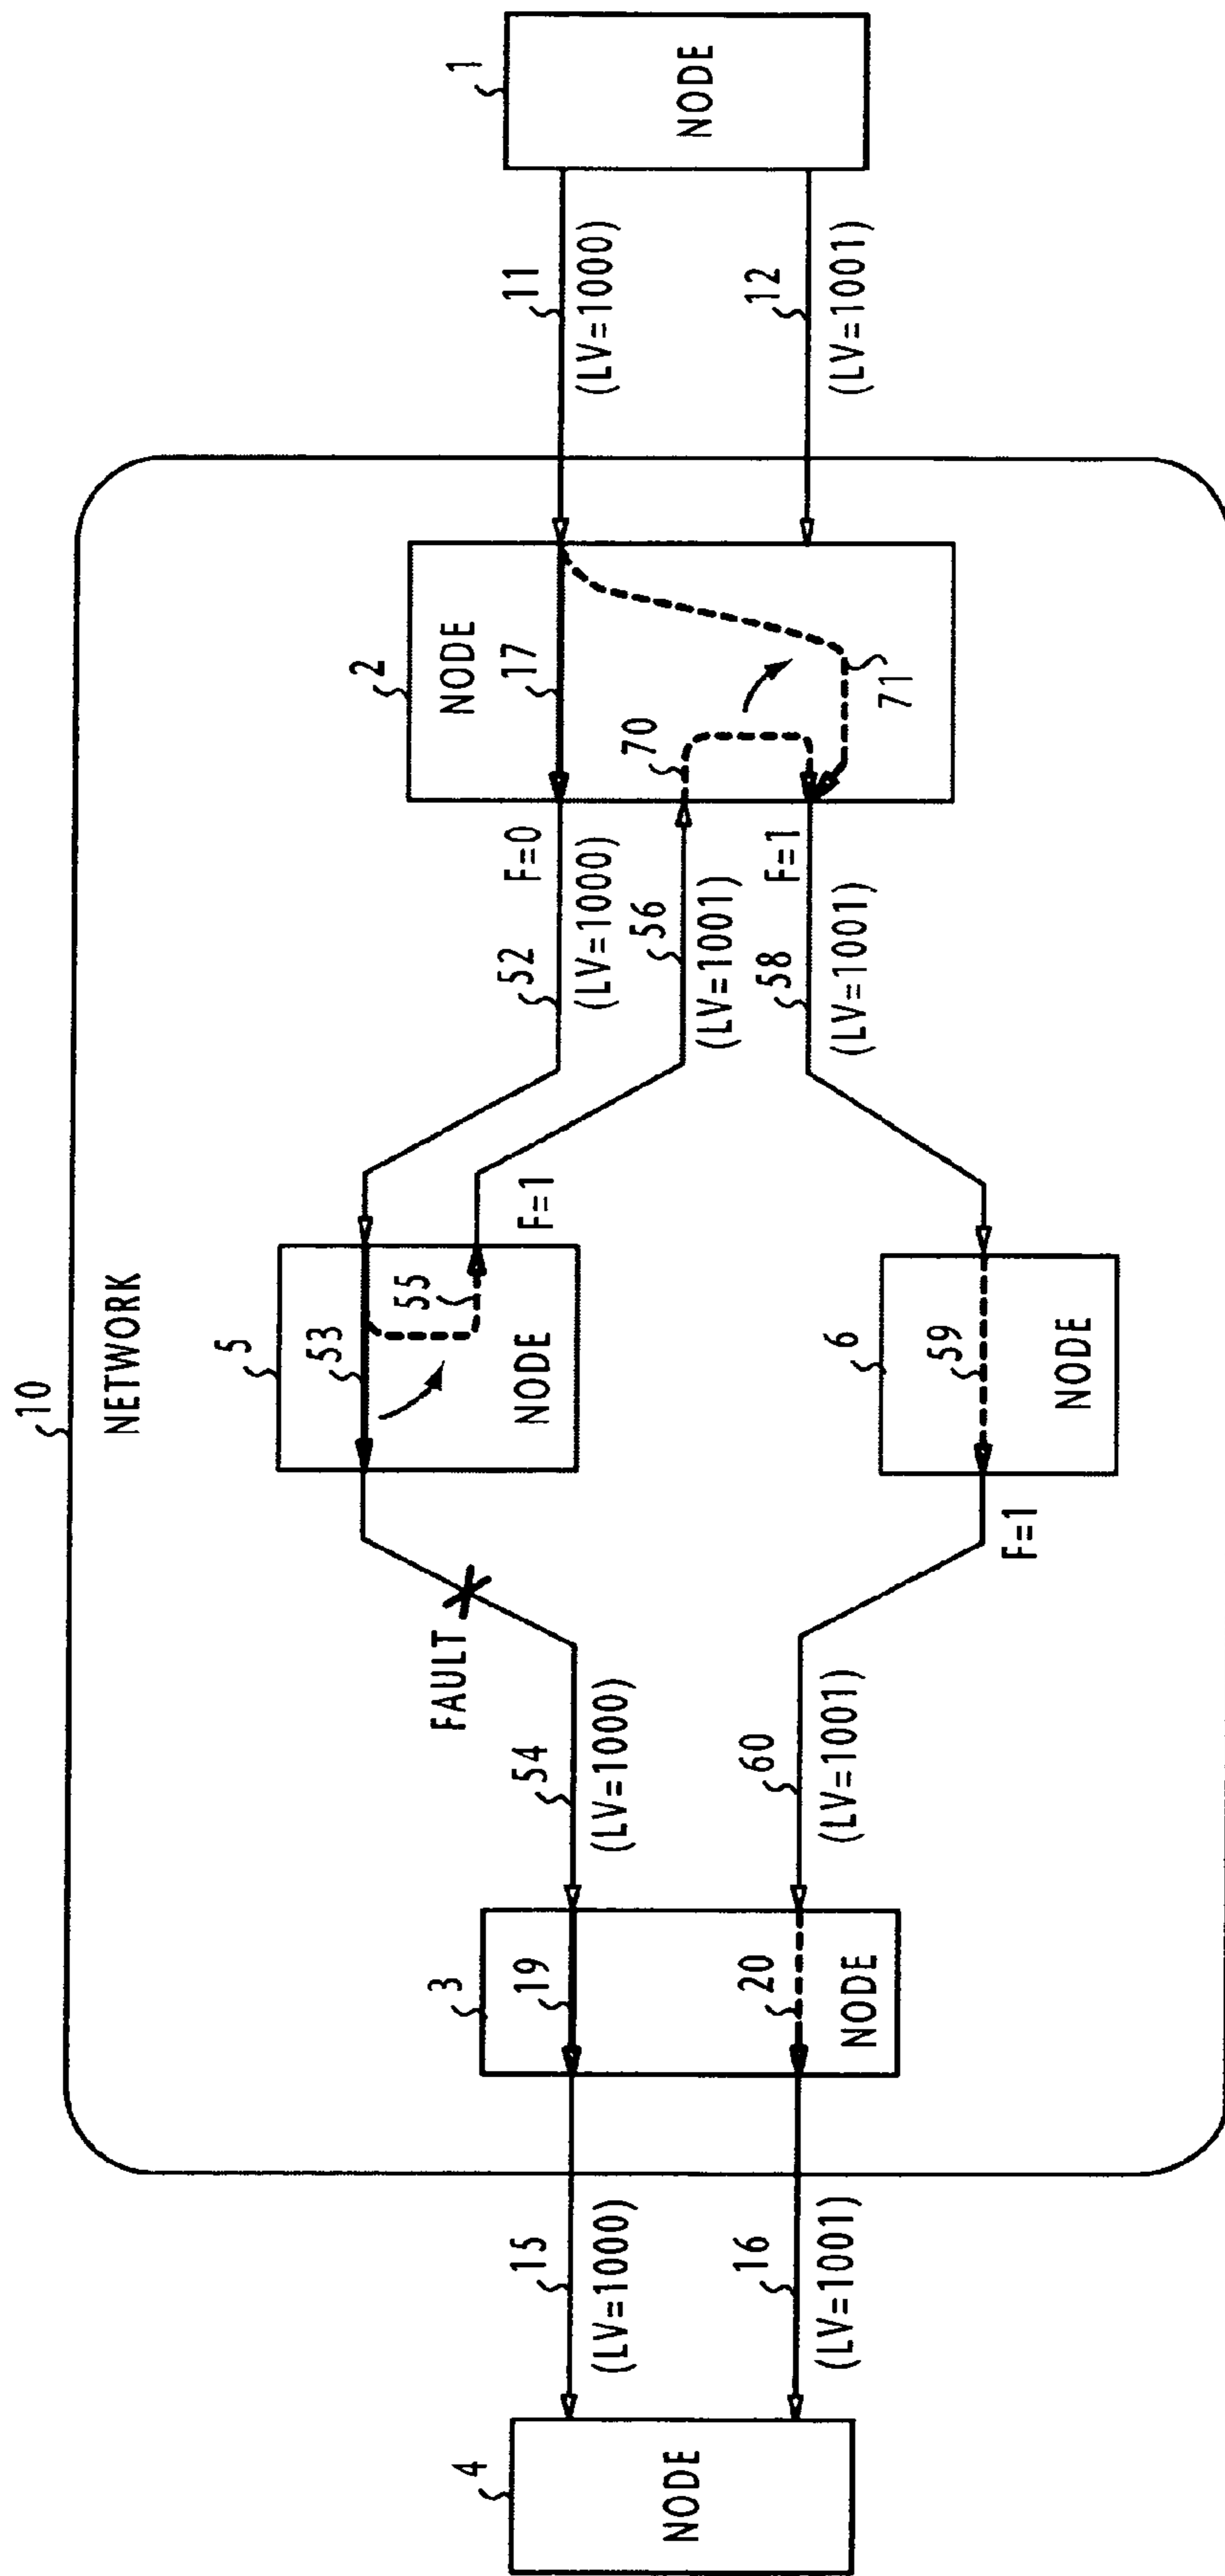 10
NETWORK
4
NODE
15
(LV=1000)
16
(LV=1001)
3
19
20
NODE
54
(LV=1000)
60
(LV=1001)
FAULT
5
53
55
NODE
F=1
6
59
NODE
F=1
52
(LV=1000)
F=0
56
(LV=1001)
58
(LV=1001)
F=1
2
NODE
17
70
71
11
(LV=1000)
12
(LV=1001)
1
NODE